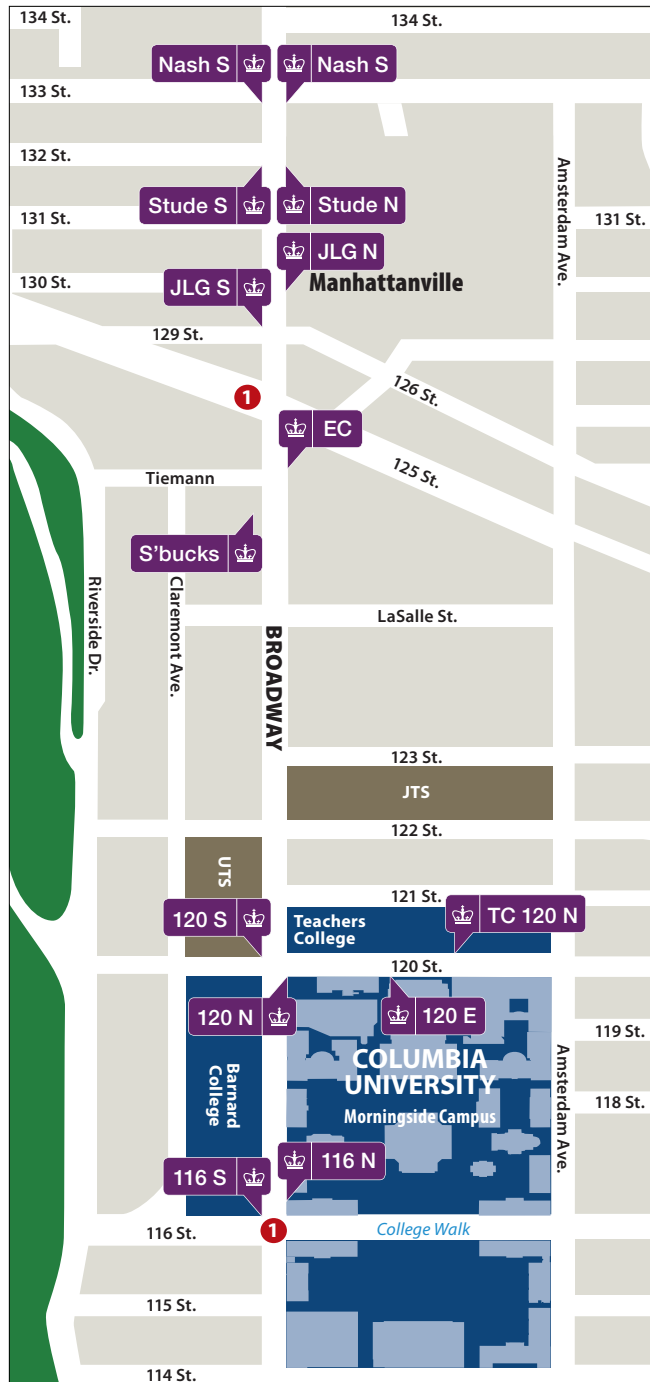 134 St.
134 St.
Nash S
Nash S
133 St.
132 St.
Amsterdam Ave.
Stude S
Stude N
131 St.
131 St.
JLG N
130 St.
JLG S
Manhattanville
129 St.
126 St.
1
EC
125 St.
Tiemann
S'bucks
Riverside Dr.
Claremont Ave.
LaSalle St.
BROADWAY
123 St.
JTS
122 St.
UTS
121 St.
120 S
Teachers
College
TC 120 N
120 St.
120 N
120 E
119 St.
Barnard
College
COLUMBIA
UNIVERSITY
Morningside Campus
Amsterdam Ave.
118 St.
116 S
116 N
116 St.
1
College Walk
115 St.
114 St.